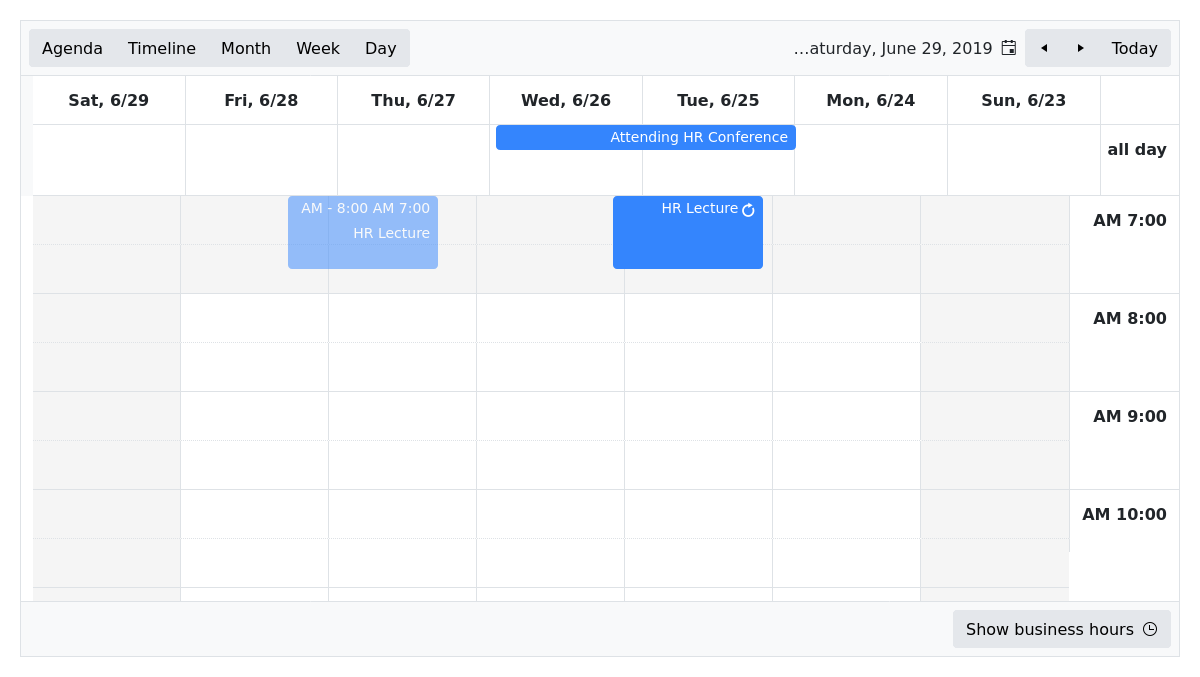 Agenda Timeline Month Week Day
...aturday, June 29, 2019 Today
Sat, 6/29 Fri, 6/28 Thu, 6/27 Wed, 6/26 Tue, 6/25 Mon, 6/24 Sun, 6/23
Attending HR Conference
all day
AM - 8:00 AM 7:00
HR Lecture
HR Lecture
AM 7:00
AM 8:00
AM 9:00
AM 10:00
Show business hours